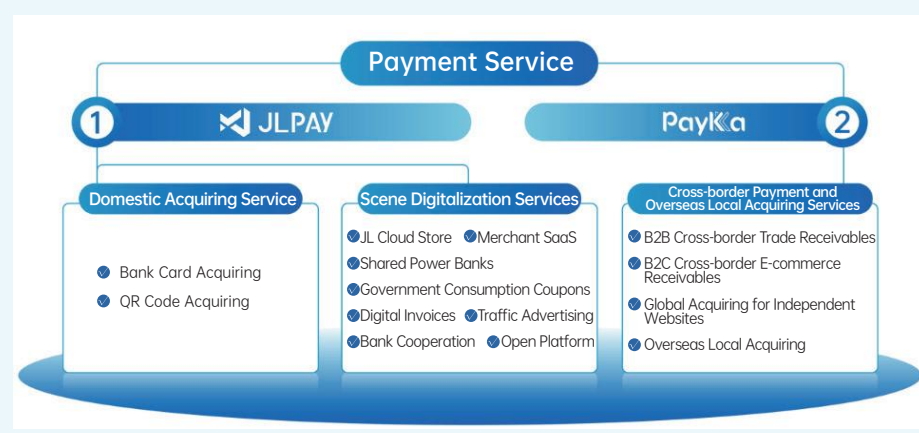 Payment Service
1
JLPAY
PayKKa
2
Domestic Acquiring Service
Bank Card Acquiring
QR Code Acquiring
Scene Digitalization Services
JL Cloud Store Merchant SaaS
Shared Power Banks
Government Consumption Coupons
Digital Invoices Traffic Advertising
Bank Cooperation Open Platform
Cross-border Payment and
Overseas Local Acquiring Services
B2B Cross-border Trade Receivables
B2C Cross-border E-commerce
Receivables
Global Acquiring for Independent
Websites
Overseas Local Acquiring